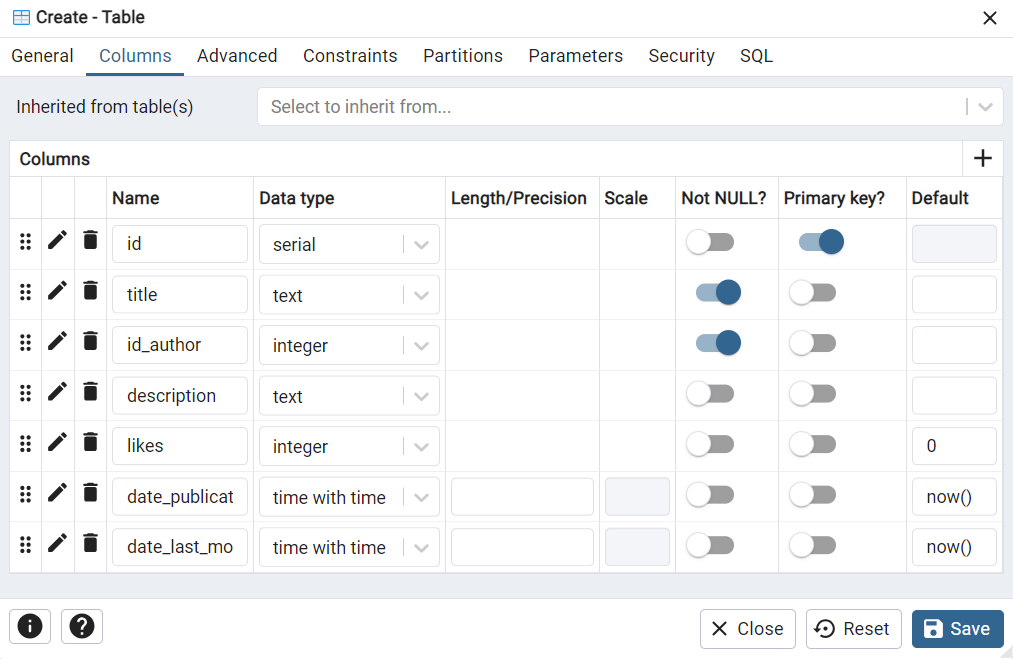 Create - Table
General Columns Advanced Constraints Partitions Parameters Security SQL
Inherited from table(s) Select to inherit from...
Columns
Name Data type Length/Precision Scale Not NULL? Primary key? Default
id serial
title text
id_author integer
description text
likes integer 0
date_publicat time with time now()
date_last_mo time with time now()
Close Reset Save